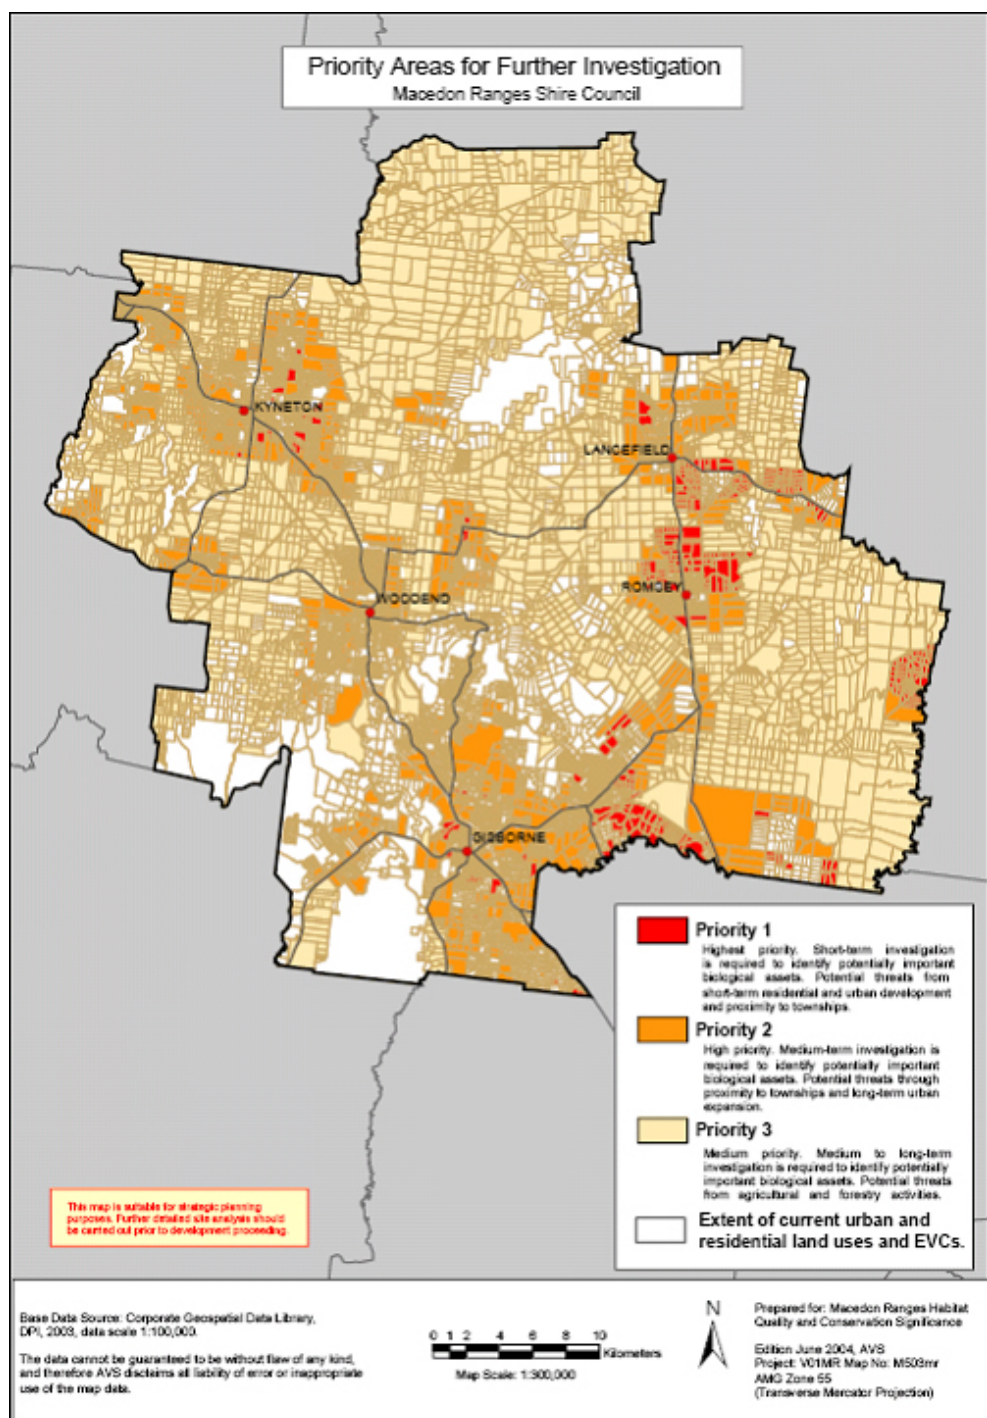 Priority Areas for Further Investigation
Macedon Ranges Shire Council
KYNETON
LANCEFIELD
ROMSEY
WOODEND
GISBORNE
Priority 1
Highest priority. Short-term investigation
is required to identify potentially important
biological assets. Potential threats from
short-term residential and urban development
and proximity to townships.
Priority 2
High priority. Medium-term investigation is
required to identify potentially important
biological assets. Potential threats through
proximity to townships and long-term urban
expansion.
Priority 3
Medium priority. Medium to long-term
investigation is required to identify potentially
important biological assets. Potential threats
from agricultural and forestry activities.
Extent of current urban and
residential land uses and EVCs.
This map is suitable for strategic planning
purposes. Further detailed site analysis should
be carried out prior to development proceeding.
Base Data Source: Corporate Geospatial Data Library,
DPI, 2003, data scale 1:100,000.
The data cannot be guaranteed to be without flaw of any kind,
and therefore AVS disclaims all liability of error or inappropriate
use of the map data.
0 1 2 4 6 8 10
Kilometers
Map Scale: 1:300,000
N
Prepared for: Macedon Ranges Habitat
Quality and Conservation Significance
Edition June 2004, AVS
Project: V01MR Map No: M503mr
AMG Zone 55
(Transverse Mercator Projection)